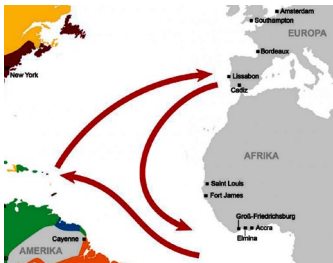 Amsterdam
Southampton
EUROPA
Bordeaux
New York
Lissabon
Cadiz
AFRIKA
Saint Louis
Fort James
Groß-Friedrichsburg
Accra
Elmina
Cayenne
AMERIKA